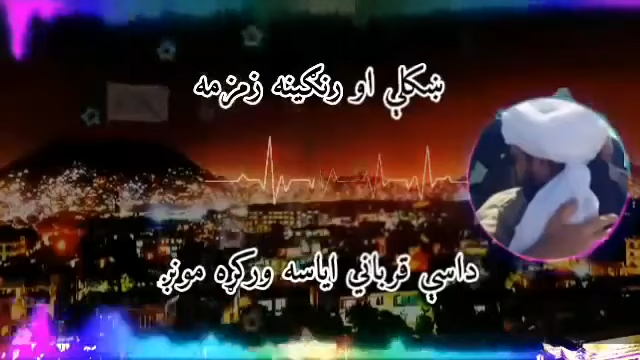 ښکلې او رنګینه زمزمه
داسې قرباني ایاسه ورکړه مونږ